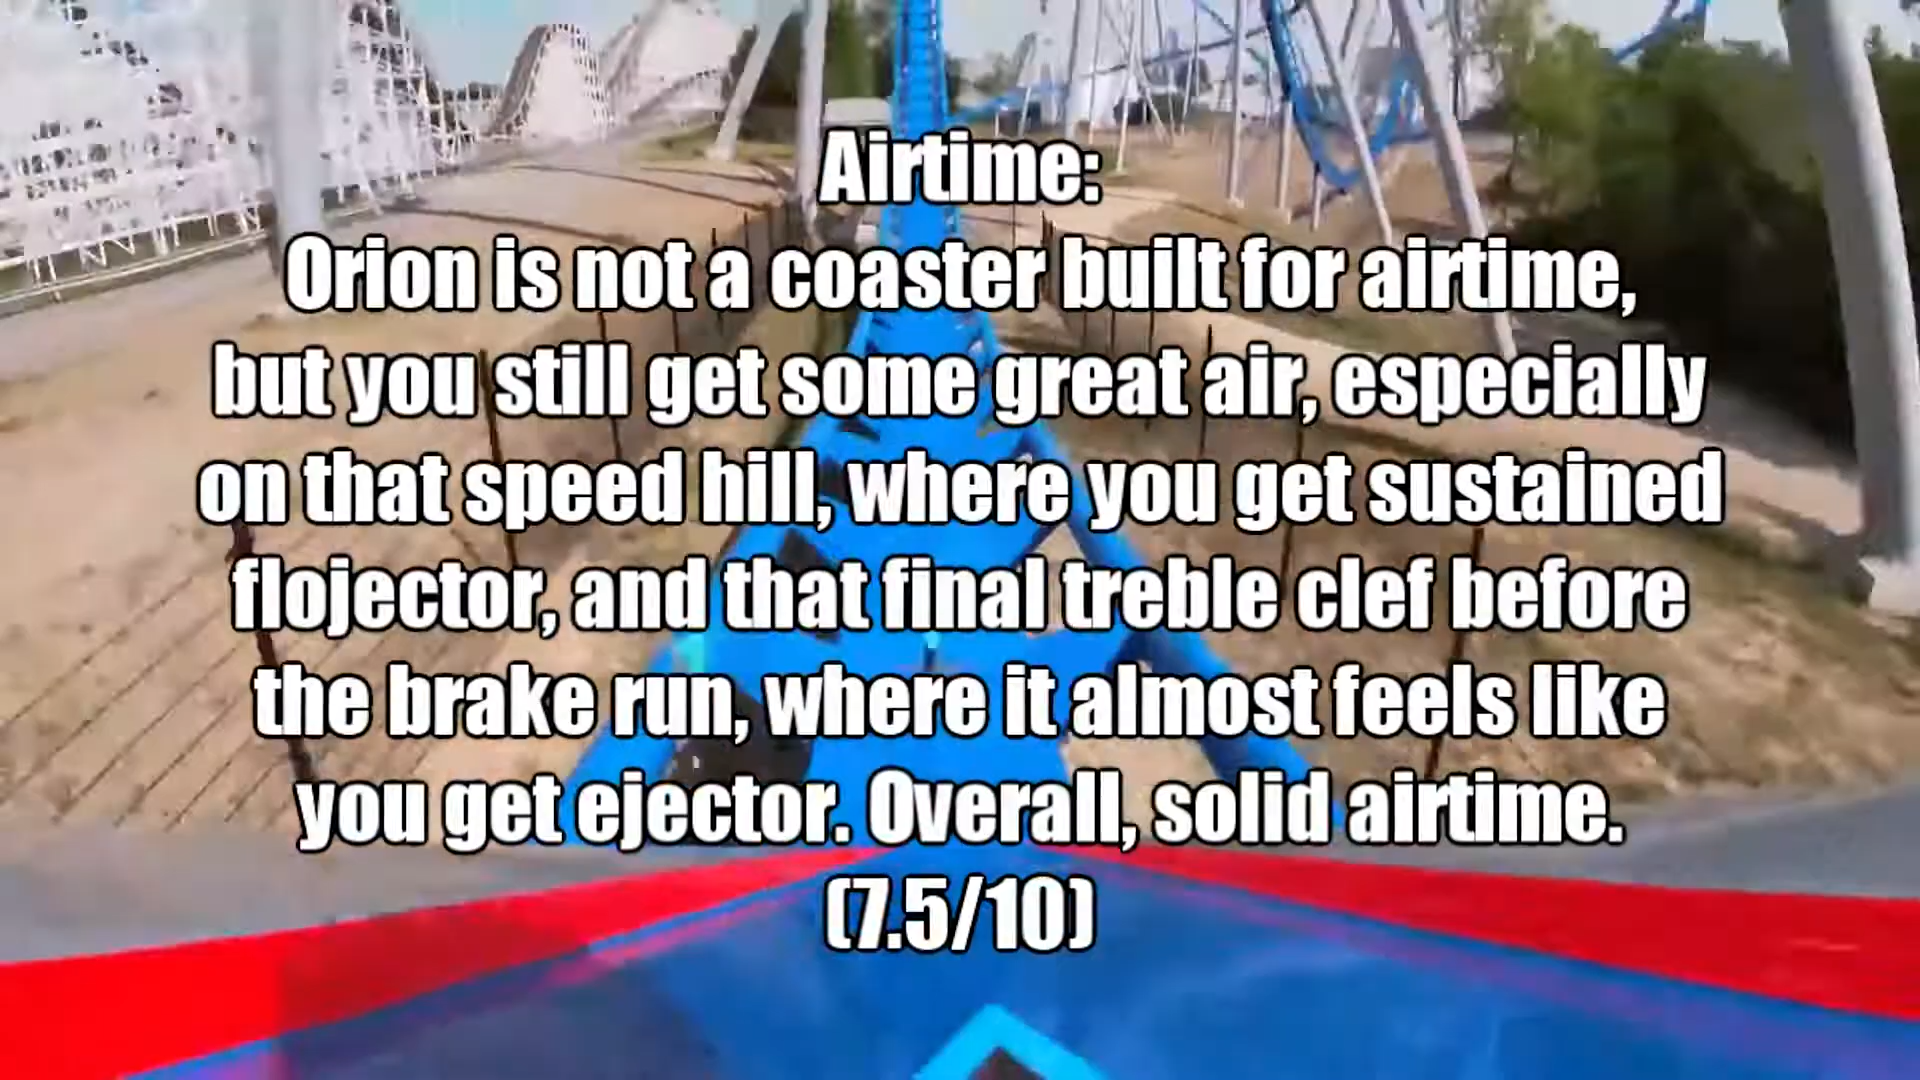 Airtime:
Orion is not a coaster built for airtime,
but you still get some great air, especially
on that speed hill, where you get sustained
flojector, and that final treble clef before
the brake run, where it almost feels like
you get ejector. Overall, solid airtime.
(7.5/10)